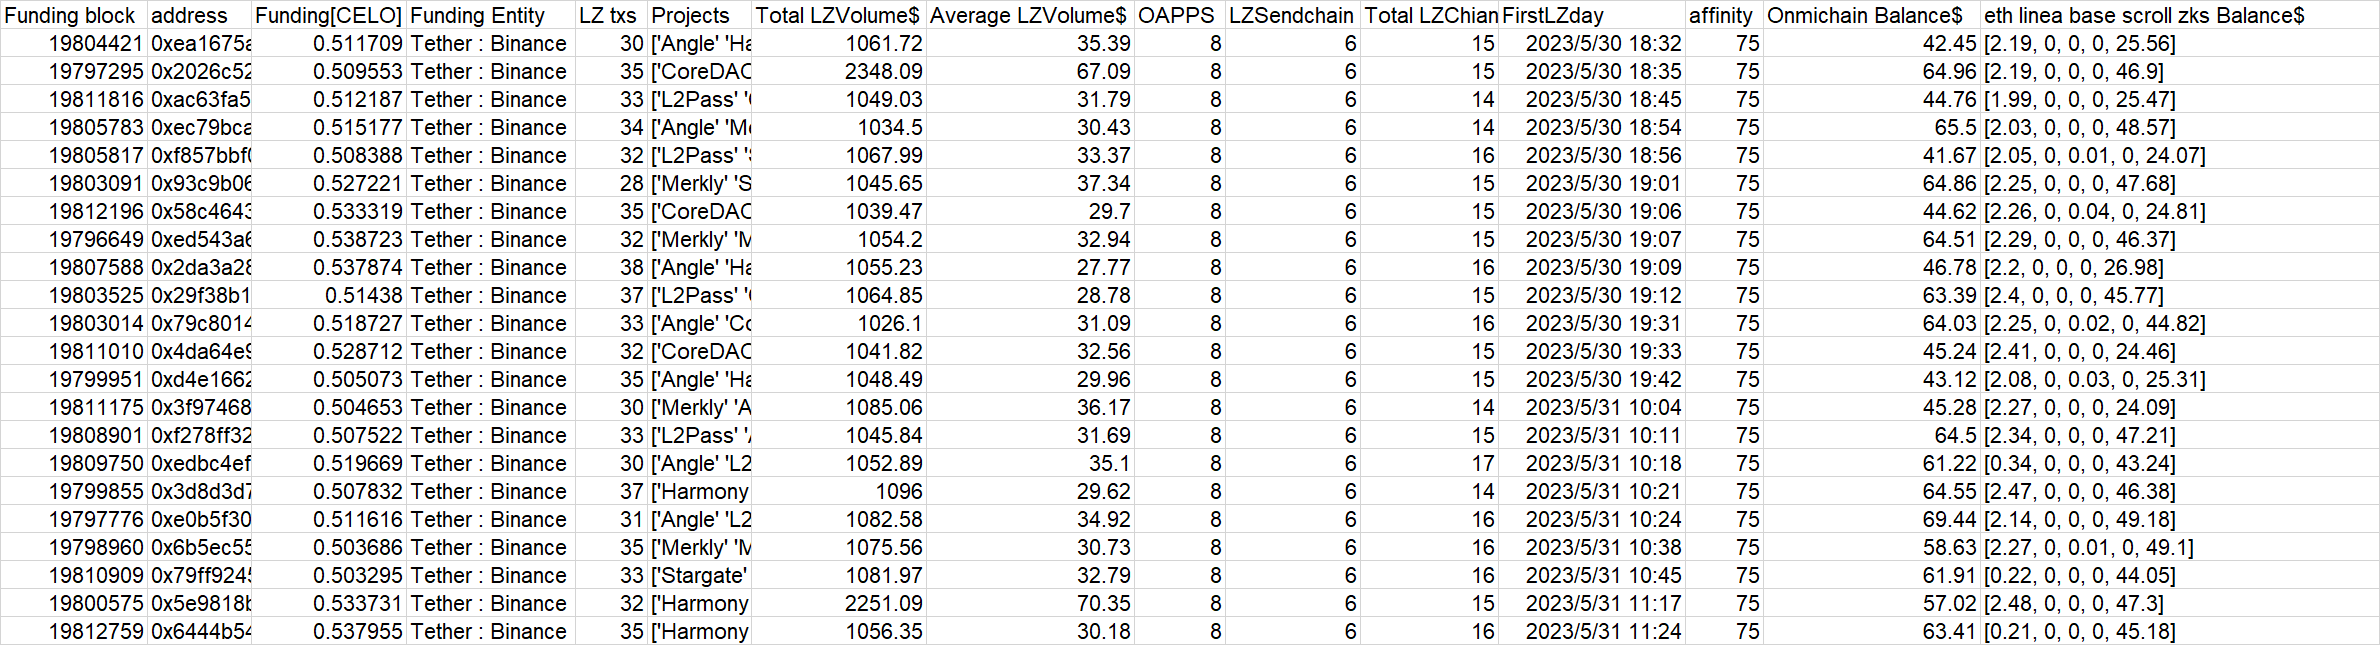 Funding block address Funding[CELO] Funding Entity LZ txs Projects Total LZVolume$ Average LZVolume$ OAPPS LZSendchain Total LZChian FirstLZday affinity Onmichain Balance$ eth linea base scroll zks Balance$
19804421 0xea1675a 0.511709 Tether : Binance 30 ['Angle' 'Ha 1061.72 35.39 8 6 15 2023/5/30 18:32 75 42.45 [2.19, 0, 0, 0, 25.56]
19797295 0x2026c52 0.509553 Tether : Binance 35 ['CoreDAO 2348.09 67.09 8 6 15 2023/5/30 18:35 75 64.96 [2.19, 0, 0, 0, 46.9]
19811816 0xac63fa5 0.512187 Tether : Binance 33 ['L2Pass' ' 1049.03 31.79 8 6 14 2023/5/30 18:45 75 44.76 [1.99, 0, 0, 0, 25.47]
19805783 0xec79bca 0.515177 Tether : Binance 34 ['Angle' 'Me 1034.5 30.43 8 6 14 2023/5/30 18:54 75 65.5 [2.03, 0, 0, 0, 48.57]
19805817 0xf857bbf0 0.508388 Tether : Binance 32 ['L2Pass' 'S 1067.99 33.37 8 6 16 2023/5/30 18:56 75 41.67 [2.05, 0, 0.01, 0, 24.07]
19803091 0x93c9b06 0.527221 Tether : Binance 28 ['Merkly' 'S 1045.65 37.34 8 6 15 2023/5/30 19:01 75 64.86 [2.25, 0, 0, 0, 47.68]
19812196 0x58c4643 0.533319 Tether : Binance 35 ['CoreDAO 1039.47 29.7 8 6 15 2023/5/30 19:06 75 44.62 [2.26, 0, 0.04, 0, 24.81]
19796649 0xed543a6 0.538723 Tether : Binance 32 ['Merkly' 'M 1054.2 32.94 8 6 15 2023/5/30 19:07 75 64.51 [2.29, 0, 0, 0, 46.37]
19807588 0x2da3a28 0.537874 Tether : Binance 38 ['Angle' 'Ha 1055.23 27.77 8 6 16 2023/5/30 19:09 75 46.78 [2.2, 0, 0, 0, 26.98]
19803525 0x29f38b1 0.51438 Tether : Binance 37 ['L2Pass' ' 1064.85 28.78 8 6 15 2023/5/30 19:12 75 63.39 [2.4, 0, 0, 0, 45.77]
19803014 0x79c8014 0.518727 Tether : Binance 33 ['Angle' 'Co 1026.1 31.09 8 6 16 2023/5/30 19:31 75 64.03 [2.25, 0, 0.02, 0, 44.82]
19811010 0x4da64e9 0.528712 Tether : Binance 32 ['CoreDAO 1041.82 32.56 8 6 15 2023/5/30 19:33 75 45.24 [2.41, 0, 0, 0, 24.46]
19799951 0xd4e1662 0.505073 Tether : Binance 35 ['Angle' 'Ha 1048.49 29.96 8 6 15 2023/5/30 19:42 75 43.12 [2.08, 0, 0.03, 0, 25.31]
19811175 0x3f97468 0.504653 Tether : Binance 30 ['Merkly' 'A 1085.06 36.17 8 6 14 2023/5/31 10:04 75 45.28 [2.27, 0, 0, 0, 24.09]
19808901 0xf278ff32 0.507522 Tether : Binance 33 ['L2Pass' ' 1045.84 31.69 8 6 15 2023/5/31 10:11 75 64.5 [2.34, 0, 0, 0, 47.21]
19809750 0xedbc4ef 0.519669 Tether : Binance 30 ['Angle' 'L2 1052.89 35.1 8 6 17 2023/5/31 10:18 75 61.22 [0.34, 0, 0, 0, 43.24]
19799855 0x3d8d3d7 0.507832 Tether : Binance 37 ['Harmony 1096 29.62 8 6 14 2023/5/31 10:21 75 64.55 [2.47, 0, 0, 0, 46.38]
19797776 0xe0b5f30 0.511616 Tether : Binance 31 ['Angle' 'L2 1082.58 34.92 8 6 16 2023/5/31 10:24 75 69.44 [2.14, 0, 0, 0, 49.18]
19798960 0x6b5ec55 0.503686 Tether : Binance 35 ['Merkly' 'M 1075.56 30.73 8 6 16 2023/5/31 10:38 75 58.63 [2.27, 0, 0.01, 0, 49.1]
19810909 0x79ff9245 0.503295 Tether : Binance 33 ['Stargate' 1081.97 32.79 8 6 16 2023/5/31 10:45 75 61.91 [0.22, 0, 0, 0, 44.05]
19800575 0x5e9818b 0.533731 Tether : Binance 32 ['Harmony 2251.09 70.35 8 6 15 2023/5/31 11:17 75 57.02 [2.48, 0, 0, 0, 47.3]
19812759 0x6444b54 0.537955 Tether : Binance 35 ['Harmony 1056.35 30.18 8 6 16 2023/5/31 11:24 75 63.41 [0.21, 0, 0, 0, 45.18]